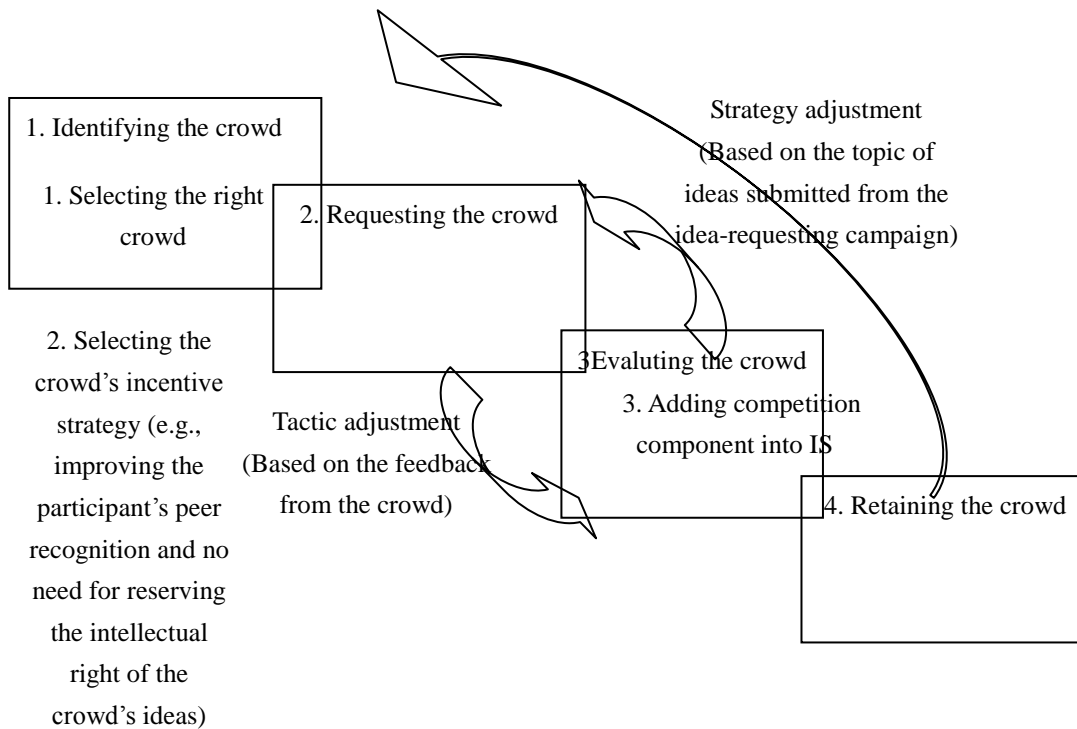 1. Identifying the crowd
1. Selecting the right
crowd
2. Selecting the
crowd’s incentive
strategy (e.g.,
improving the
participant’s peer
recognition and no
need for reserving
the intellectual
right of the
crowd’s ideas)
2. Requesting the crowd
Tactic adjustment
(Based on the feedback
from the crowd)
Strategy adjustment
(Based on the topic of
ideas submitted from the
idea-requesting campaign)
3Evaluting the crowd
3. Adding competition
component into IS
4. Retaining the crowd